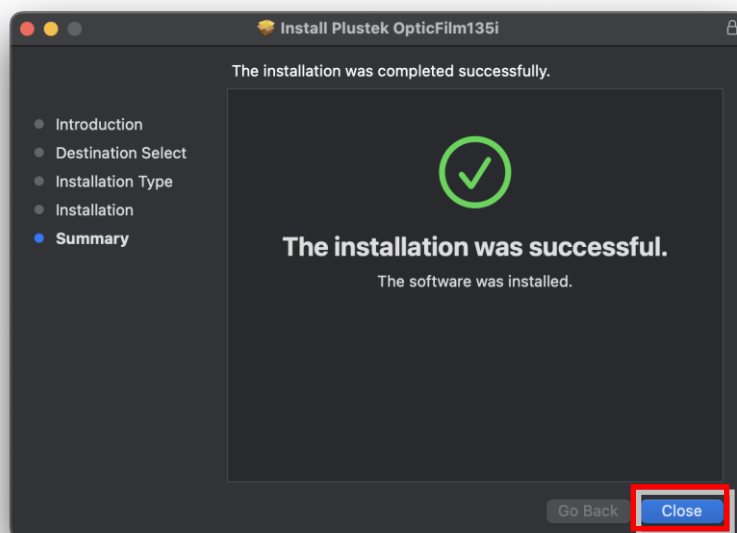 Install Plustek OpticFilm135i
The installation was completed successfully.
Introduction
Destination Select
Installation Type
Installation
Summary
The installation was successful.
The software was installed.
Go Back
Close